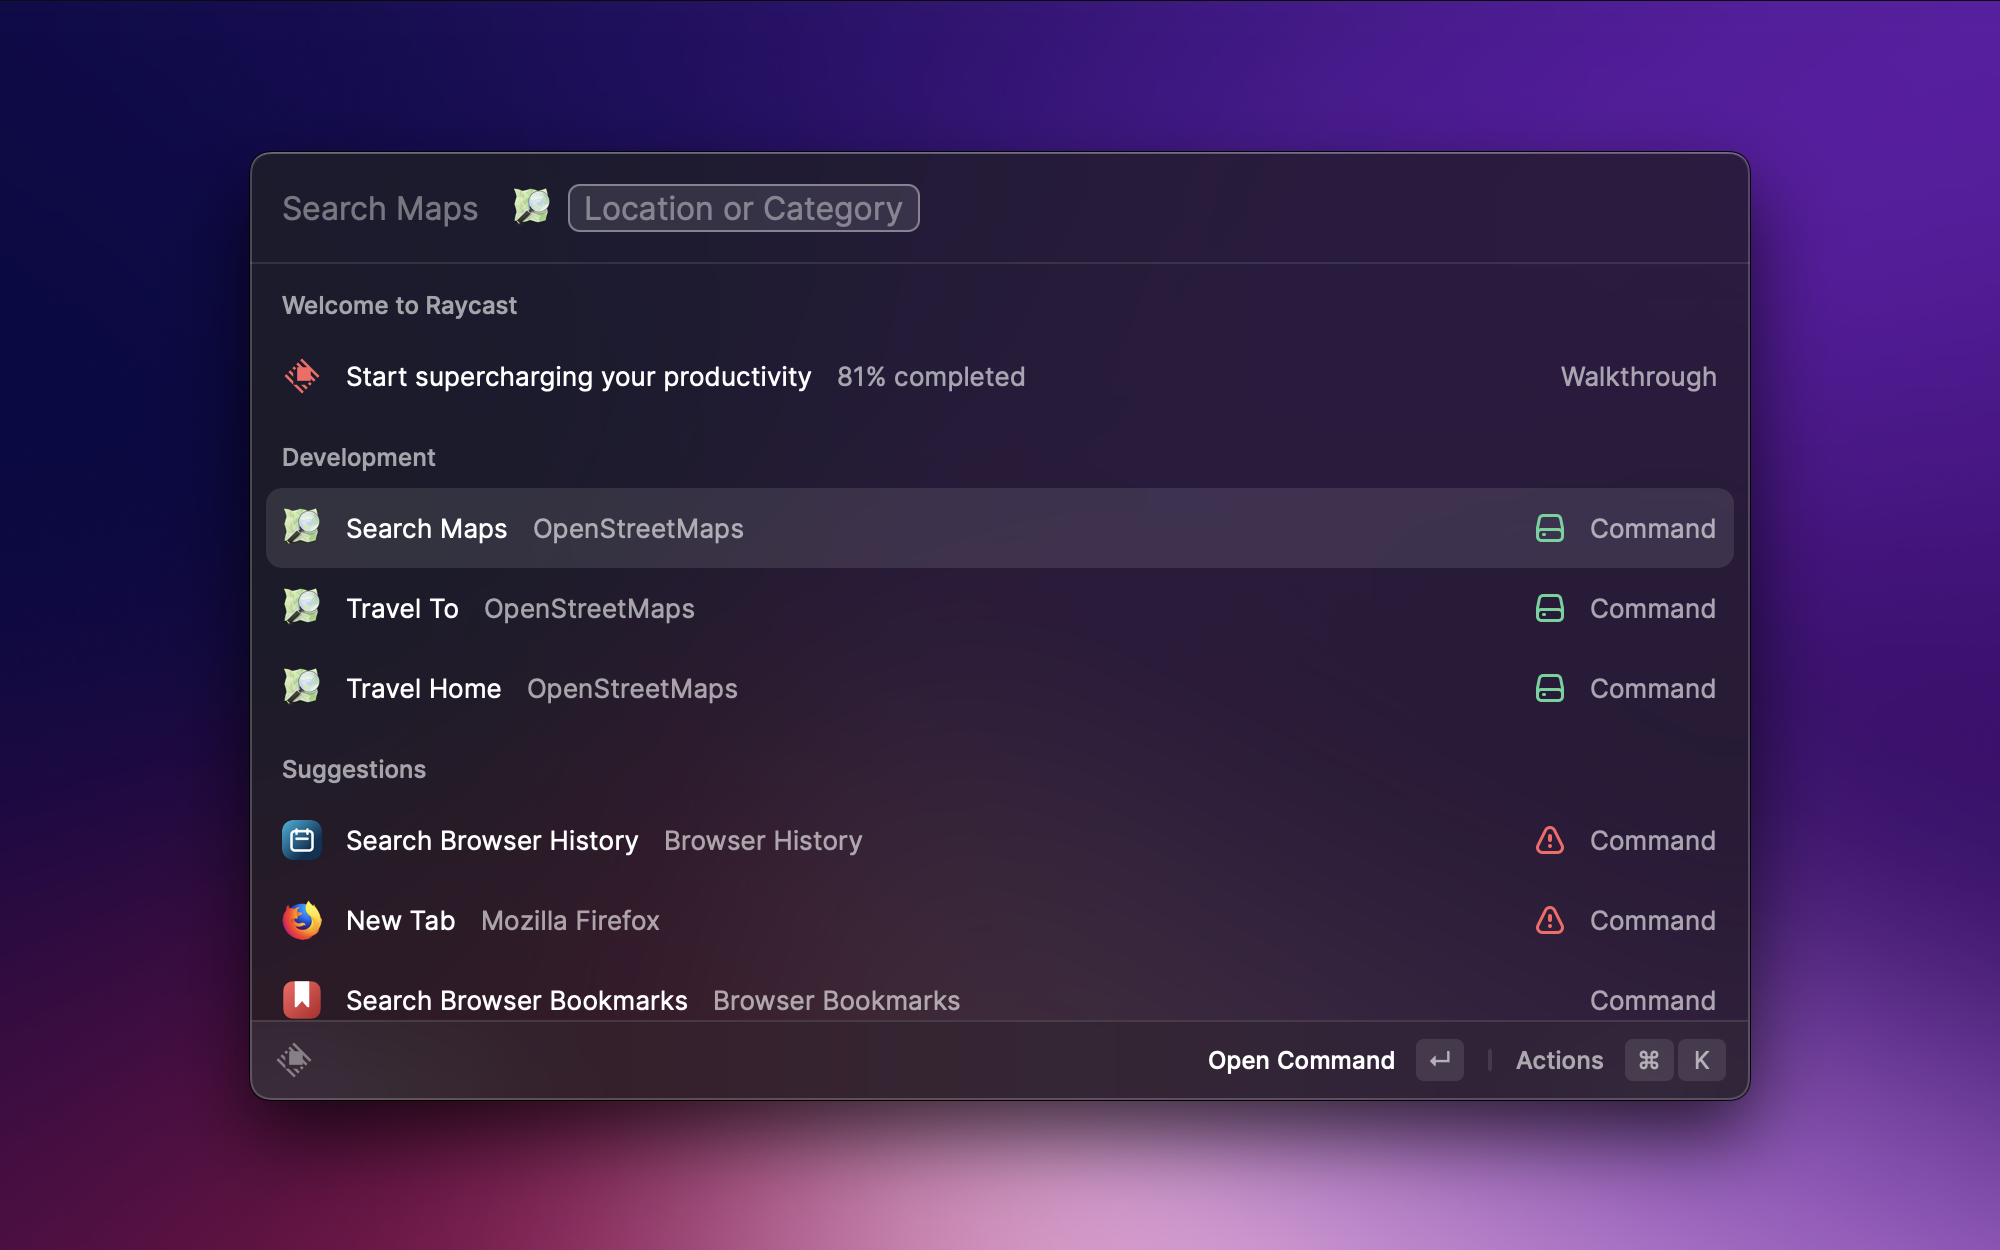 Search Maps Location or Category
Welcome to Raycast
Start supercharging your productivity 81% completed Walkthrough
Development
Search Maps OpenStreetMaps Command
Travel To OpenStreetMaps Command
Travel Home OpenStreetMaps Command
Suggestions
Search Browser History Browser History Command
New Tab Mozilla Firefox Command
Search Browser Bookmarks Browser Bookmarks Command
Open Command ↵ Actions ⌘ K